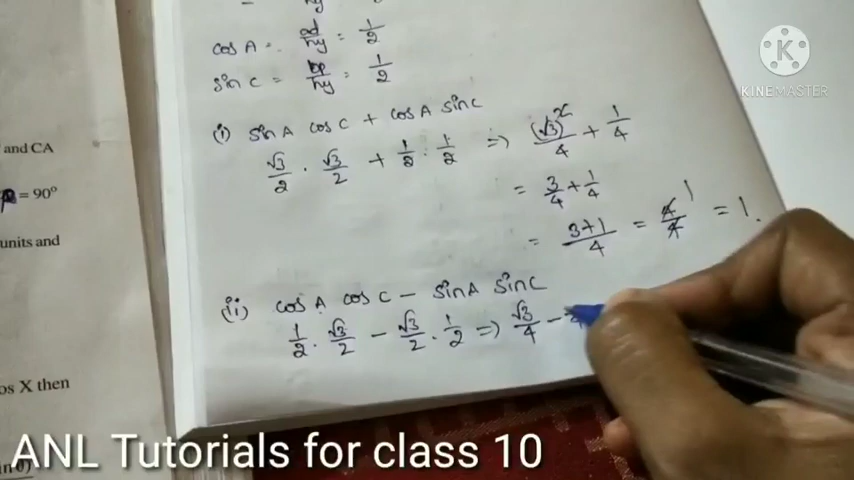 cos A = ad/hy = 1/2
sin C = op/hy = 1/2
(i) sin A cos C + cos A sin C
√3/2 · √3/2 + 1/2 · 1/2 => (√3)²/4 + 1/4
= 3/4 + 1/4
= 3+1/4 = 4/4 1 = 1.
(ii) cos A cos C - sin A sin C
1/2 · √3/2 - √3/2 · 1/2 => √3/4 -
and CA
= 90°
units and
os X then
KINEMASTER
ANL Tutorials for class 10